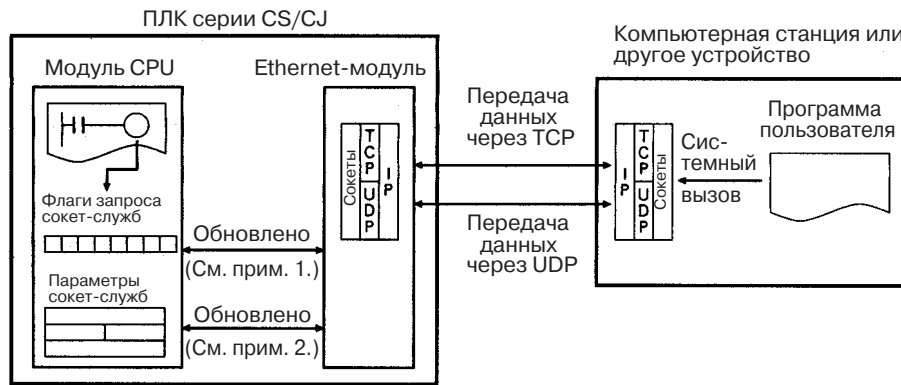 ПЛК серии CS/CJ
Модуль CPU
Ethernet-модуль
Флаги запроса
сокет-служб
Обновлено
(См. прим. 1.)
Параметры
сокет-служб
Обновлено
(См. прим. 2.)
Сокеты
TCP
UDP
IP
Передача
данных
через TCP
Передача
данных
через UDP
Компьютерная станция или
другое устройство
IP
TCP
UDP
Сокеты
Сис-
темный
вызов
Программа
пользователя